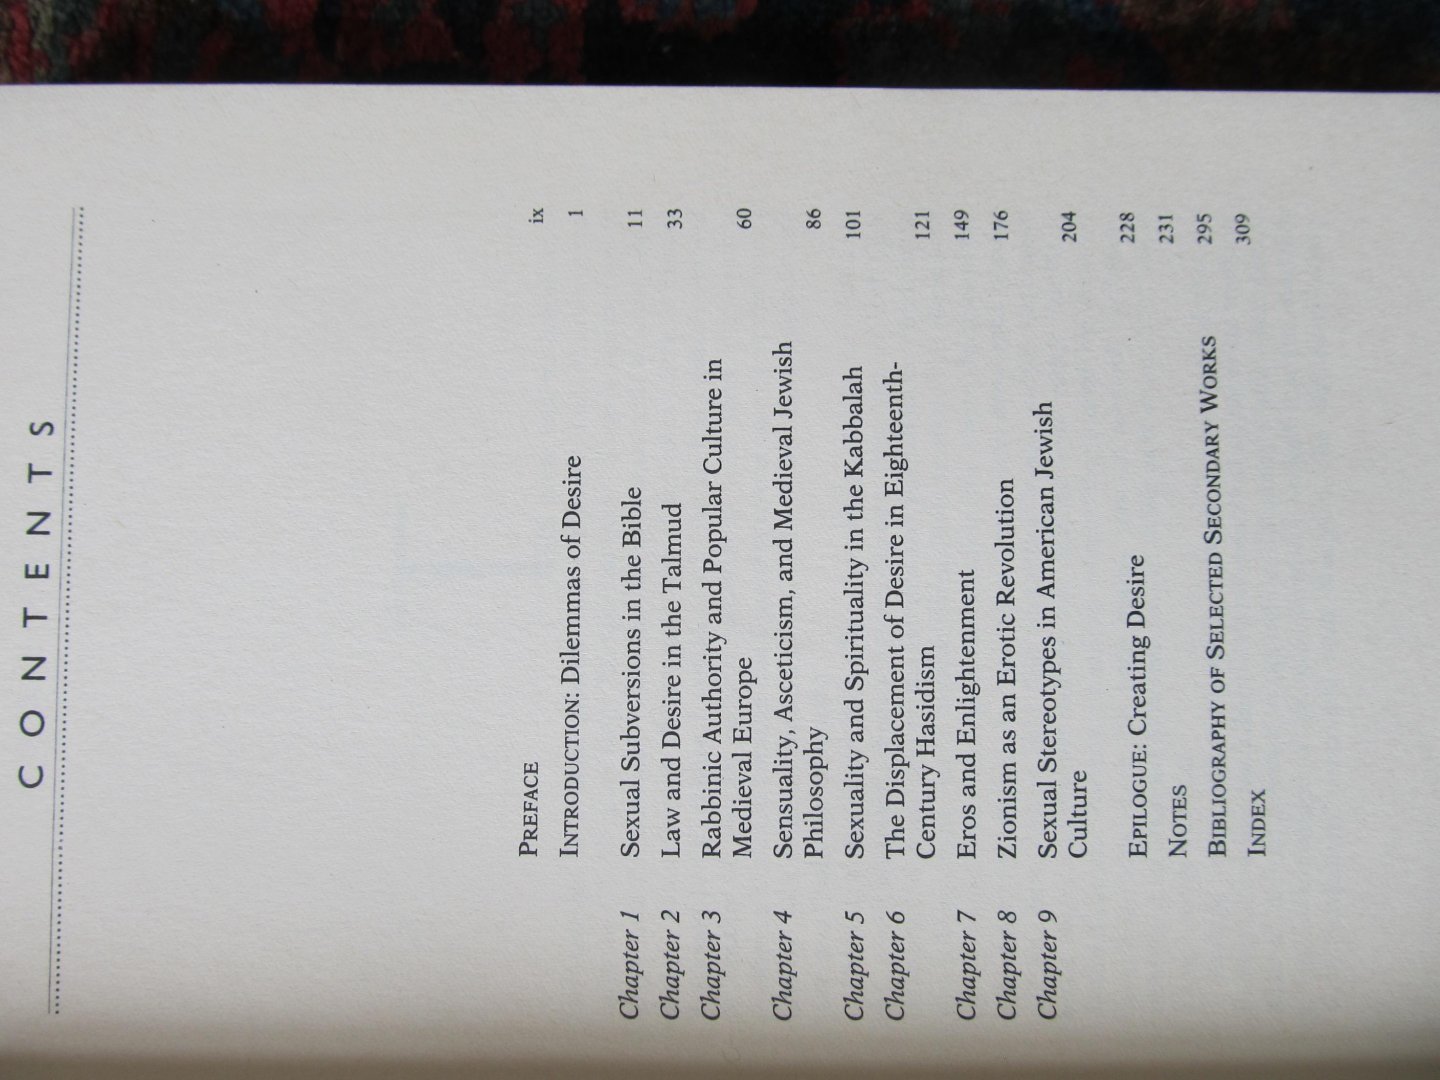 CONTENTS
PREFACE ix
INTRODUCTION: Dilemmas of Desire 1
Chapter 1 Sexual Subversions in the Bible 11
Chapter 2 Law and Desire in the Talmud 33
Chapter 3 Rabbinic Authority and Popular Culture in
Medieval Europe 60
Chapter 4 Sensuality, Asceticism, and Medieval Jewish
Philosophy 86
Chapter 5 Sexuality and Spirituality in the Kabbalah 101
Chapter 6 The Displacement of Desire in Eighteenth-
Century Hasidism 121
Chapter 7 Eros and Enlightenment 149
Chapter 8 Zionism as an Erotic Revolution 176
Chapter 9 Sexual Stereotypes in American Jewish
Culture 204
EPILOGUE: Creating Desire 228
NOTES 231
BIBLIOGRAPHY OF SELECTED SECONDARY WORKS 295
INDEX 309